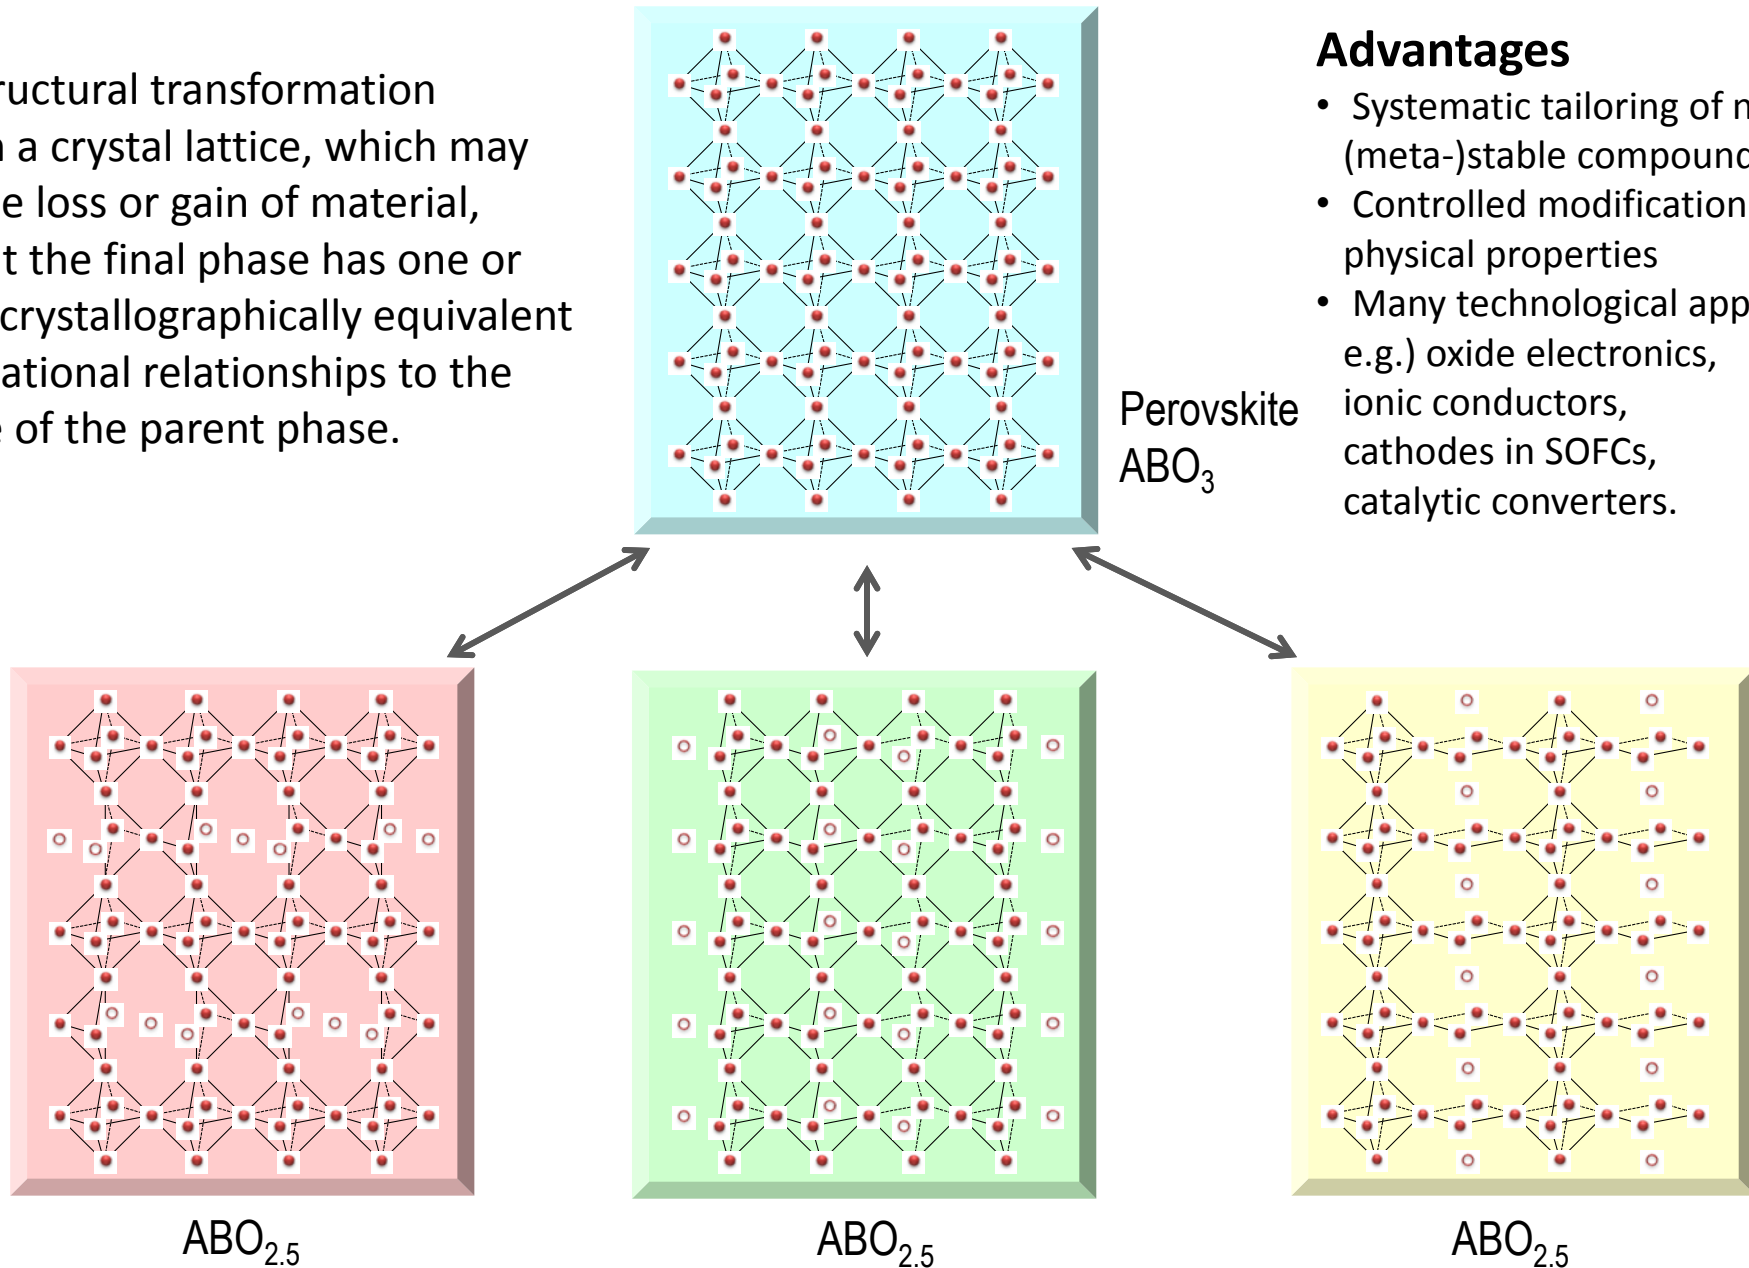 ructural transformation
a crystal lattice, which may
e loss or gain of material,
t the final phase has one or
crystallographically equivalent
ational relationships to the
of the parent phase.
Advantages
• Systematic tailoring of n
(meta-)stable compound
• Controlled modification
physical properties
• Many technological app
e.g.) oxide electronics,
ionic conductors,
cathodes in SOFCs,
catalytic converters.
Perovskite
ABO3
ABO2.5
ABO2.5
ABO2.5